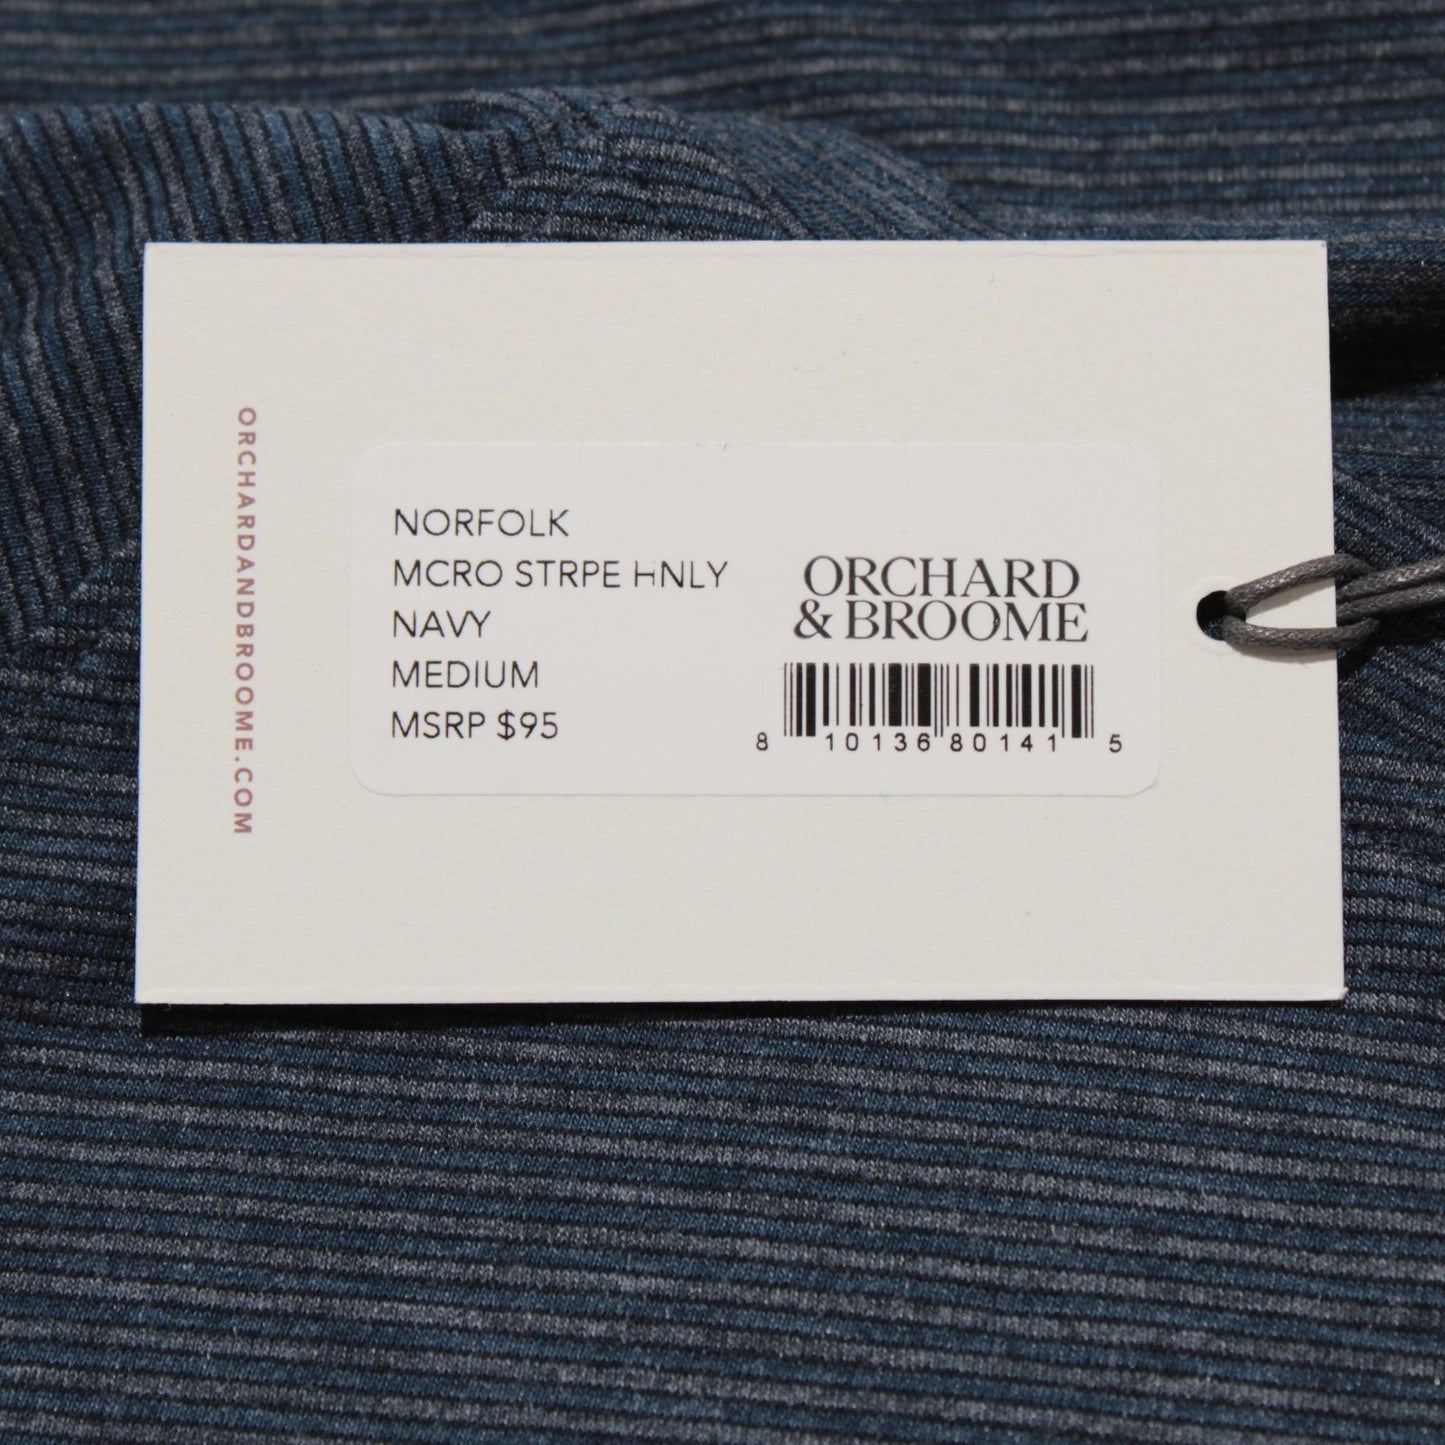 ORCHARDANDBROOME.COM
NORFOLK
MCRO STRPE HNLY
NAVY
MEDIUM
MSRP $95
ORCHARD
& BROOME
8 10136 80141 5